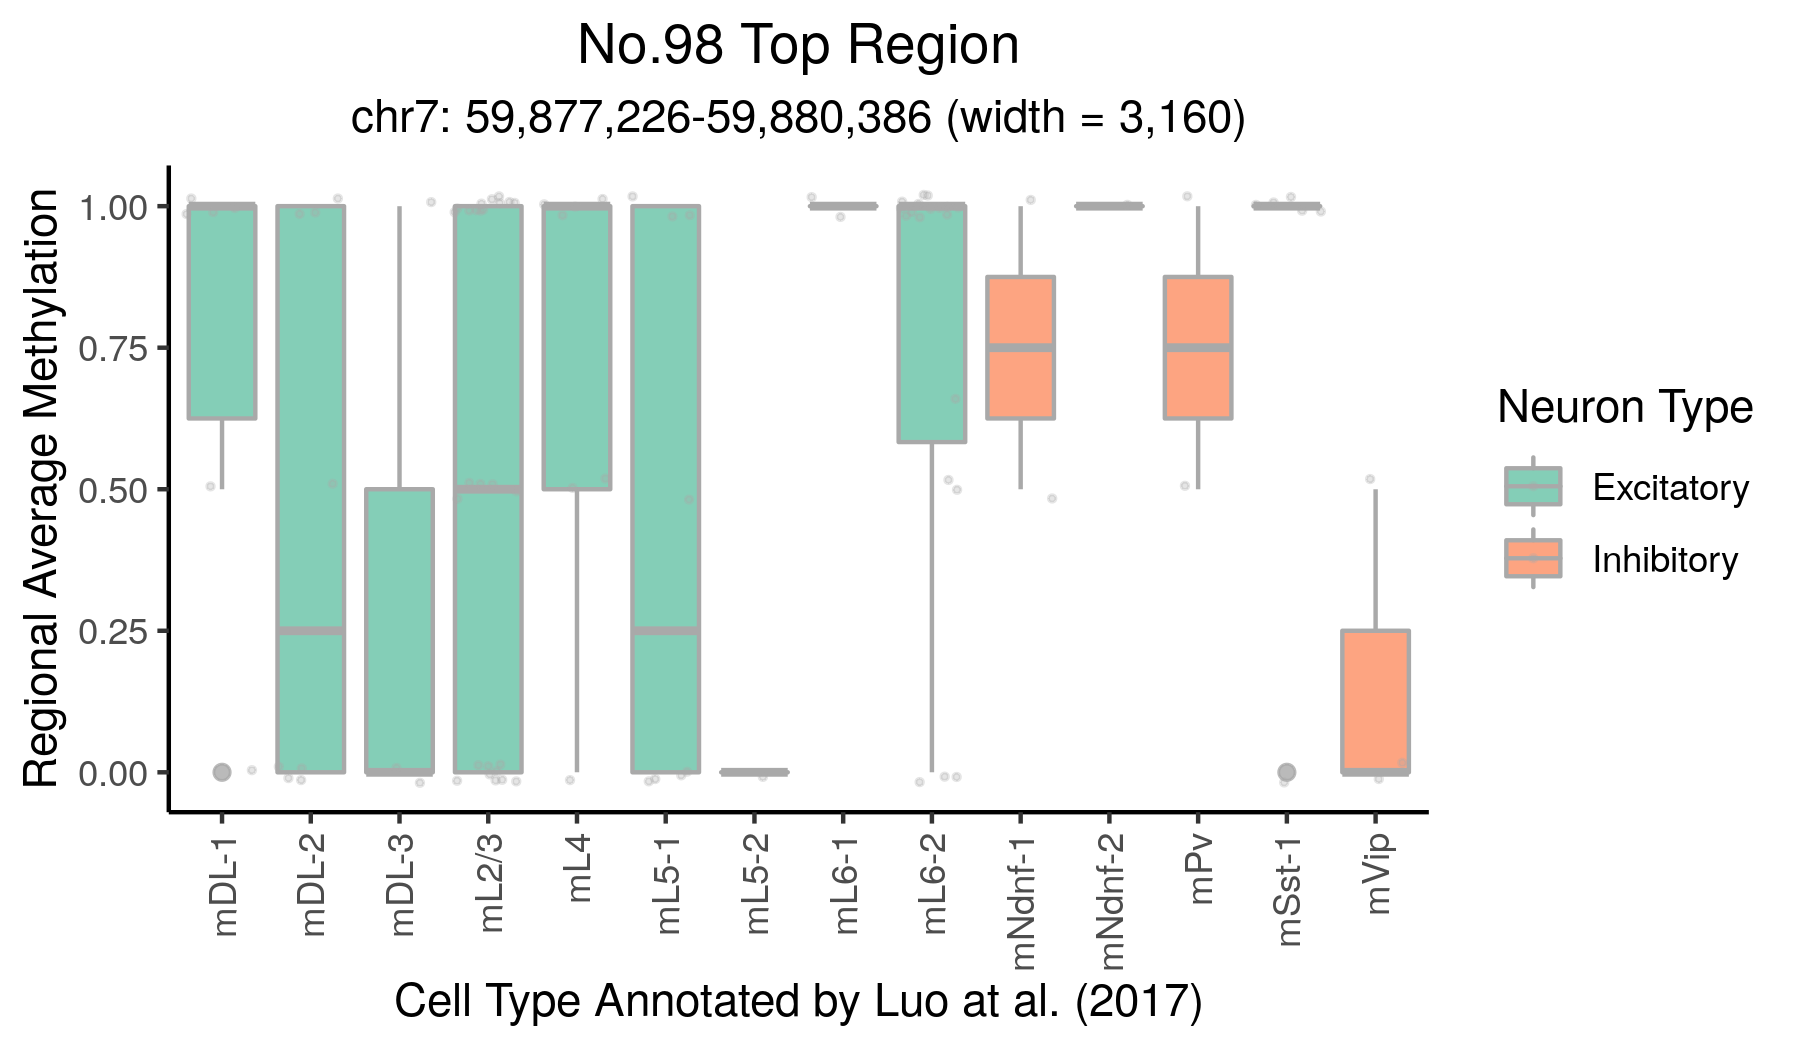 No.98 Top Region
chr7: 59,877,226-59,880,386 (width = 3,160)
Regional Average Methylation
1.00
0.75
0.50
0.25
0.00
mDL-1
mDL-2
mDL-3
mL2/3
mL4
mL5-1
mL5-2
mL6-1
mL6-2
mNdnf-1
mNdnf-2
mPv
mSst-1
mVip
Cell Type Annotated by Luo at al. (2017)
Neuron Type
Excitatory
Inhibitory